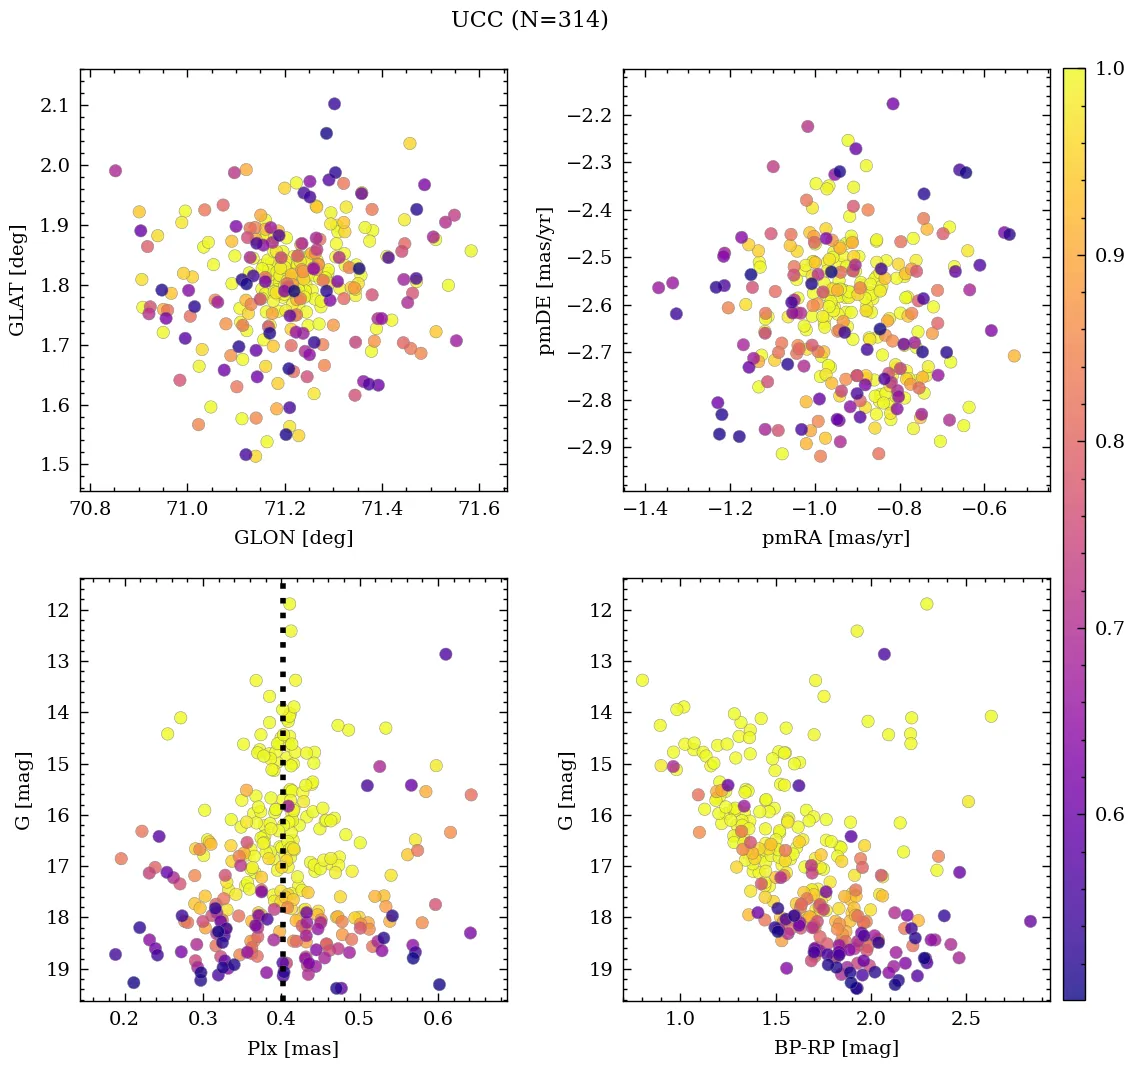 UCC (N=314)
2.1
2.0
1.9
1.8
1.7
1.6
1.5
GLAT [deg]
70.8 71.0 71.2 71.4 71.6
GLON [deg]
−2.2
−2.3
−2.4
−2.5
−2.6
−2.7
−2.8
−2.9
pmDE [mas/yr]
−1.4 −1.2 −1.0 −0.8 −0.6
pmRA [mas/yr]
12
13
14
15
16
17
18
19
G [mag]
0.2 0.3 0.4 0.5 0.6
Plx [mas]
12
13
14
15
16
17
18
19
G [mag]
1.0 1.5 2.0 2.5
BP-RP [mag]
1.0
0.9
0.8
0.7
0.6